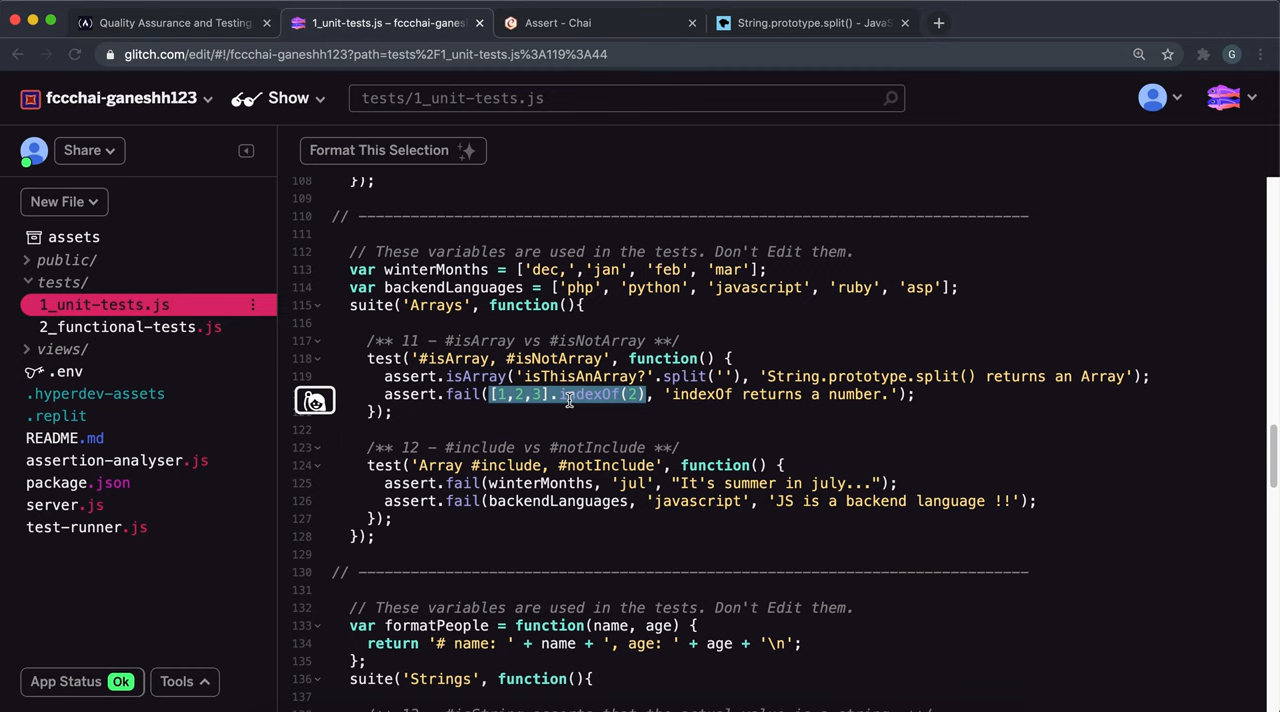 Quality Assurance and Testing
1_unit-tests.js – fccchai-ganesh
Assert - Chai
String.prototype.split() - JavaS
glitch.com/edit/#!/fccchai-ganeshh123?path=tests%2F1_unit-tests.js%3A119%3A44
G
fccchai-ganeshh123
Show
tests/1_unit-tests.js
Share
Format This Selection
New File
assets
public/
tests/
1_unit-tests.js
2_functional-tests.js
views/
.env
.hyperdev-assets
.replit
README.md
assertion-analyser.js
package.json
server.js
test-runner.js
App Status Ok
Tools
108 });
109
110 // ----------------------------------------------------------------------------
111
112 // These variables are used in the tests. Don't Edit them.
113 var winterMonths = ['dec,','jan', 'feb', 'mar'];
114 var backendLanguages = ['php', 'python', 'javascript', 'ruby', 'asp'];
115 suite('Arrays', function(){
116
117 /** 11 - #isArray vs #isNotArray **/
118 test('#isArray, #isNotArray', function() {
119 assert.isArray('isThisAnArray?'.split(''), 'String.prototype.split() returns an Array');
assert.fail([1,2,3].indexOf(2), 'indexOf returns a number.');
});
122
123 /** 12 - #include vs #notInclude **/
124 test('Array #include, #notInclude', function() {
125 assert.fail(winterMonths, 'jul', "It's summer in july...");
126 assert.fail(backendLanguages, 'javascript', 'JS is a backend language !!');
127 });
128 });
129
130 // ----------------------------------------------------------------------------
131
132 // These variables are used in the tests. Don't Edit them.
133 var formatPeople = function(name, age) {
134 return '# name: ' + name + ', age: ' + age + '\n';
135 };
136 suite('Strings', function(){
137